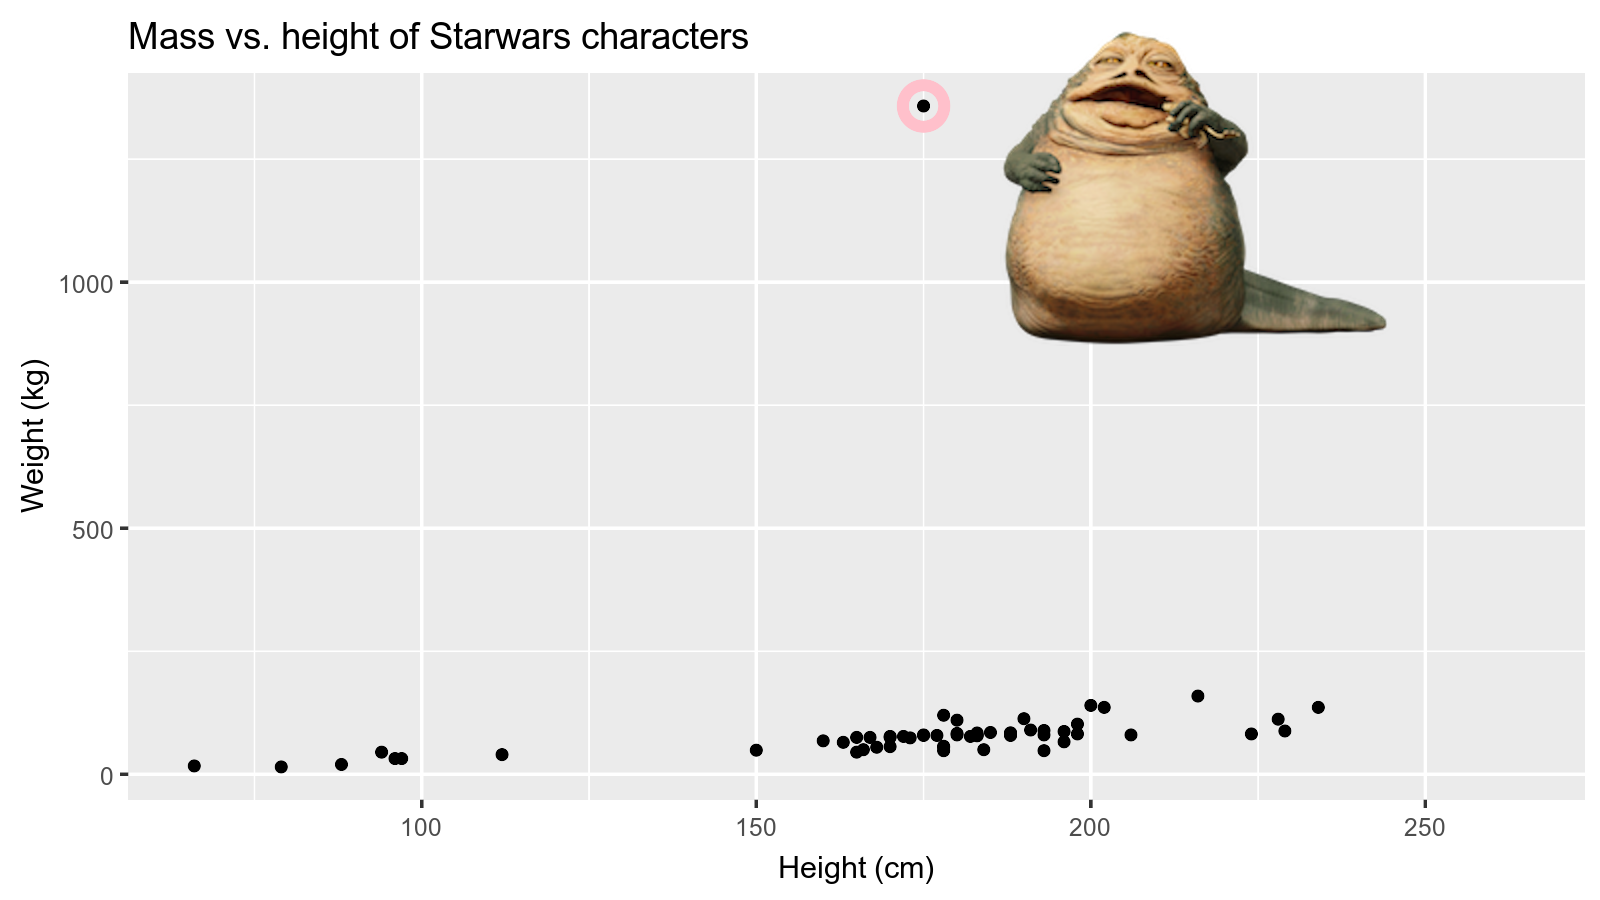 Mass vs. height of Starwars characters
1000
500
0
Weight (kg)
100 150 200 250
Height (cm)